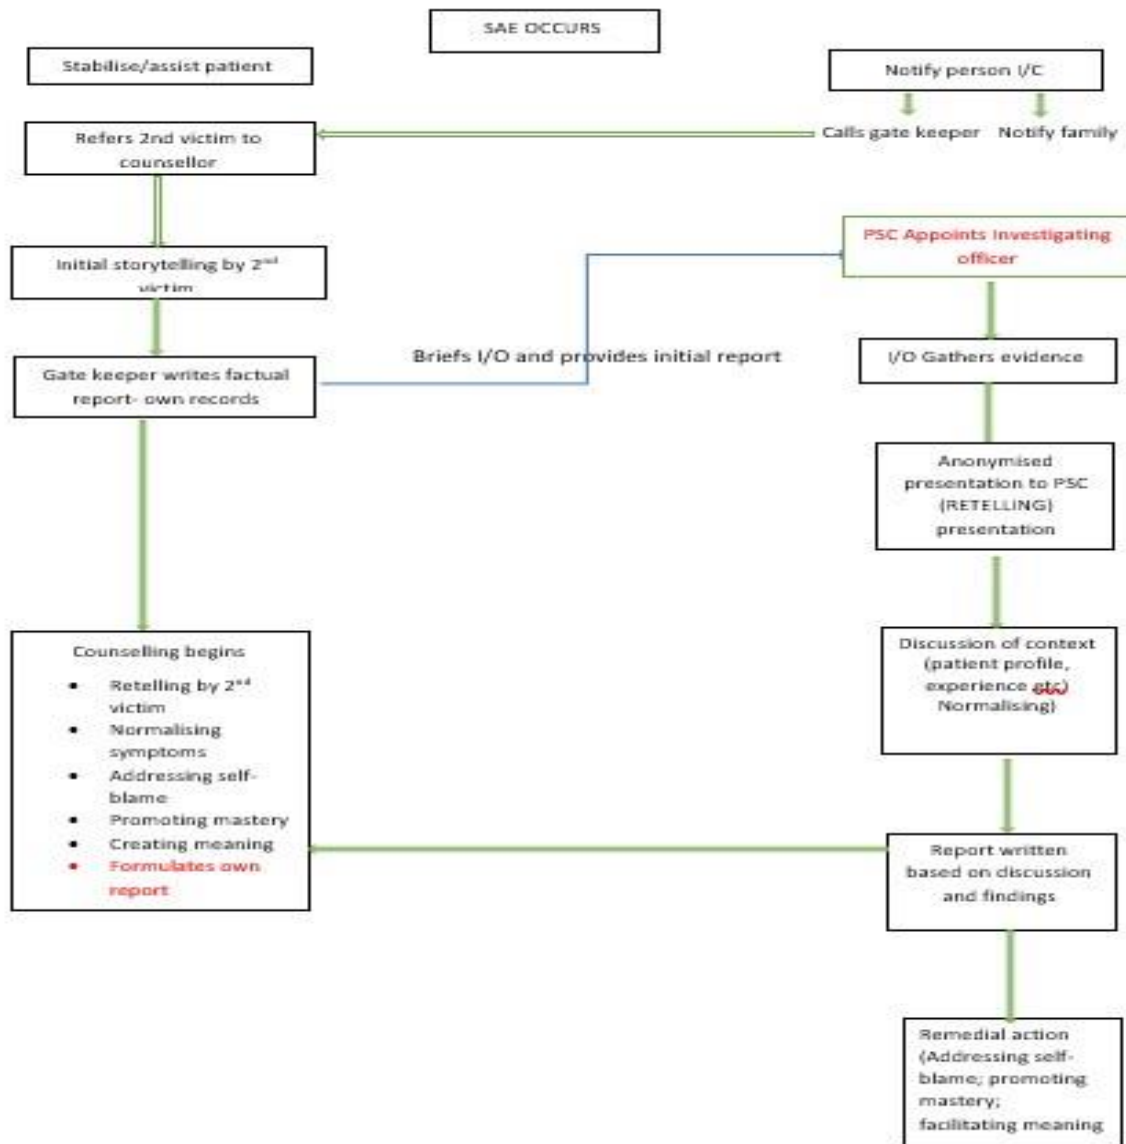 SAE OCCURS
Stabilise/assist patient
Notify person I/C
Calls gate keeper
Notify family
Refers 2nd victim to
counsellor
Initial storytelling by 2nd
victim
Gate keeper writes factual
report- own records
Briefs I/O and provides initial report
PSC Appoints Investigating
officer
I/O Gathers evidence
Anonymised
presentation to PSC
(RETELLING)
presentation
Discussion of context
(patient profile,
experience etc)
Normalising)
Counselling begins
• Retelling by 2nd
victim
• Normalising
symptoms
• Addressing self-
blame
• Promoting mastery
• Creating meaning
• Formulates own
report
Report written
based on discussion
and findings
Remedial action
(Addressing self-
blame; promoting
mastery;
facilitating meaning